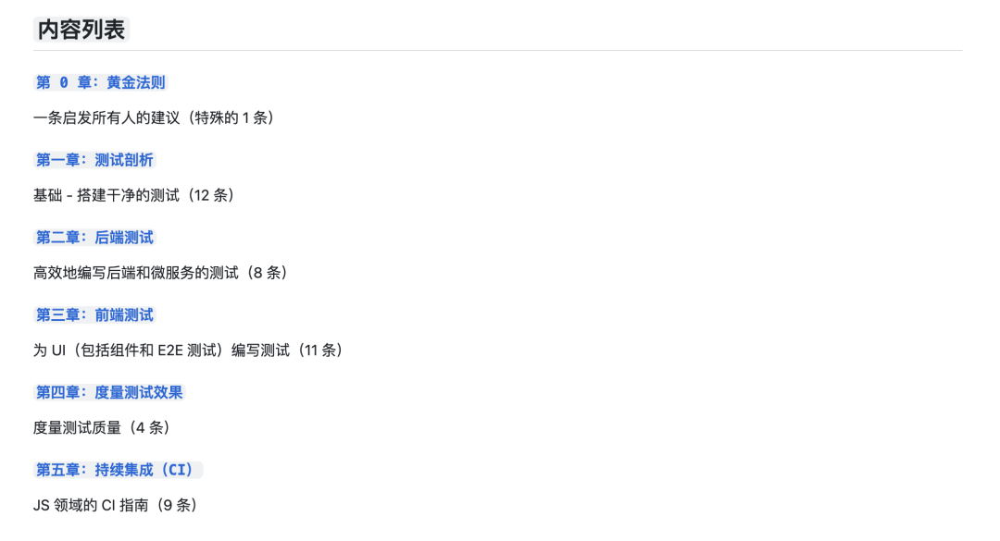 内容列表
第 0 章：黄金法则
一条启发所有人的建议（特殊的 1 条）
第一章：测试剖析
基础 - 搭建干净的测试（12 条）
第二章：后端测试
高效地编写后端和微服务的测试（8 条）
第三章：前端测试
为 UI（包括组件和 E2E 测试）编写测试（11 条）
第四章：度量测试效果
度量测试质量（4 条）
第五章：持续集成（CI）
JS 领域的 CI 指南（9 条）